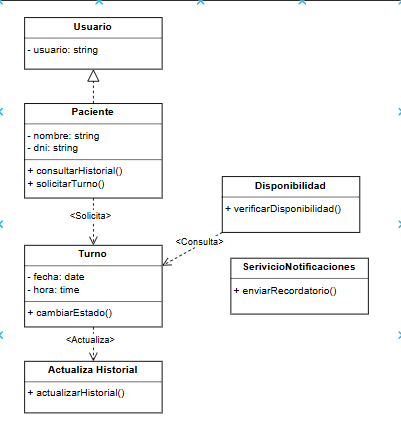 Usuario
- usuario: string
Paciente
- nombre: string
- dni: string
+ consultarHistorial()
+ solicitarTurno()
<Solicita>
Disponibilidad
+ verificarDisponibilidad()
<Consulta>
Turno
- fecha: date
- hora: time
+ cambiarEstado()
SerivicioNotificaciones
+ enviarRecordatorio()
<Actualiza>
Actualiza Historial
+ actualizarHistorial()